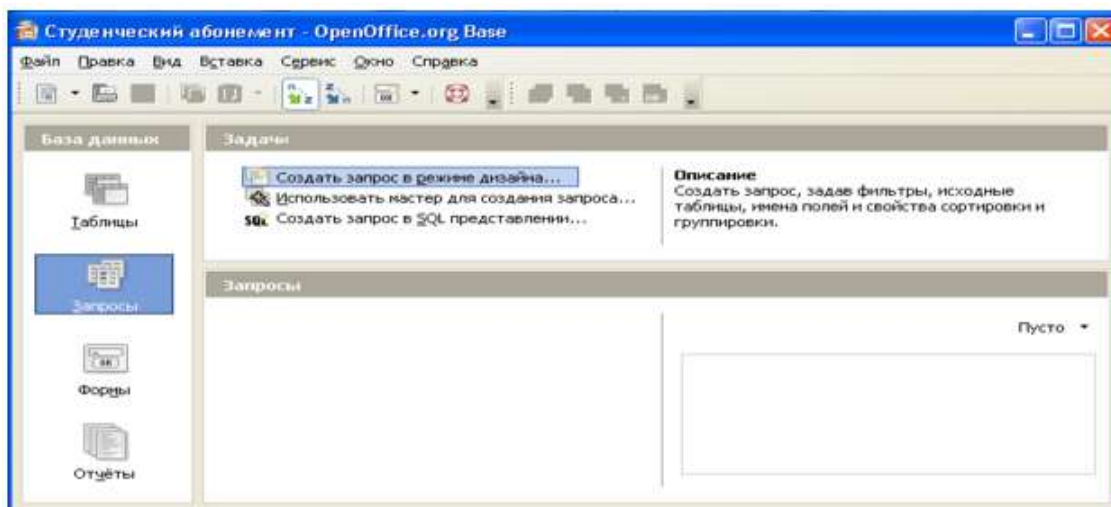 Студенческий абонемент - OpenOffice.org Base
Файл Правка Вид Вставка Сервис Окно Справка
База данных
Таблицы
Запросы
Формы
Отчёты
Задачи
Создать запрос в режиме дизайна...
Использовать мастер для создания запроса...
SQL Создать запрос в SQL представлении...
Описание
Создать запрос, задав фильтры, исходные
таблицы, имена полей и свойства сортировки и
группировки.
Запросы
Пусто